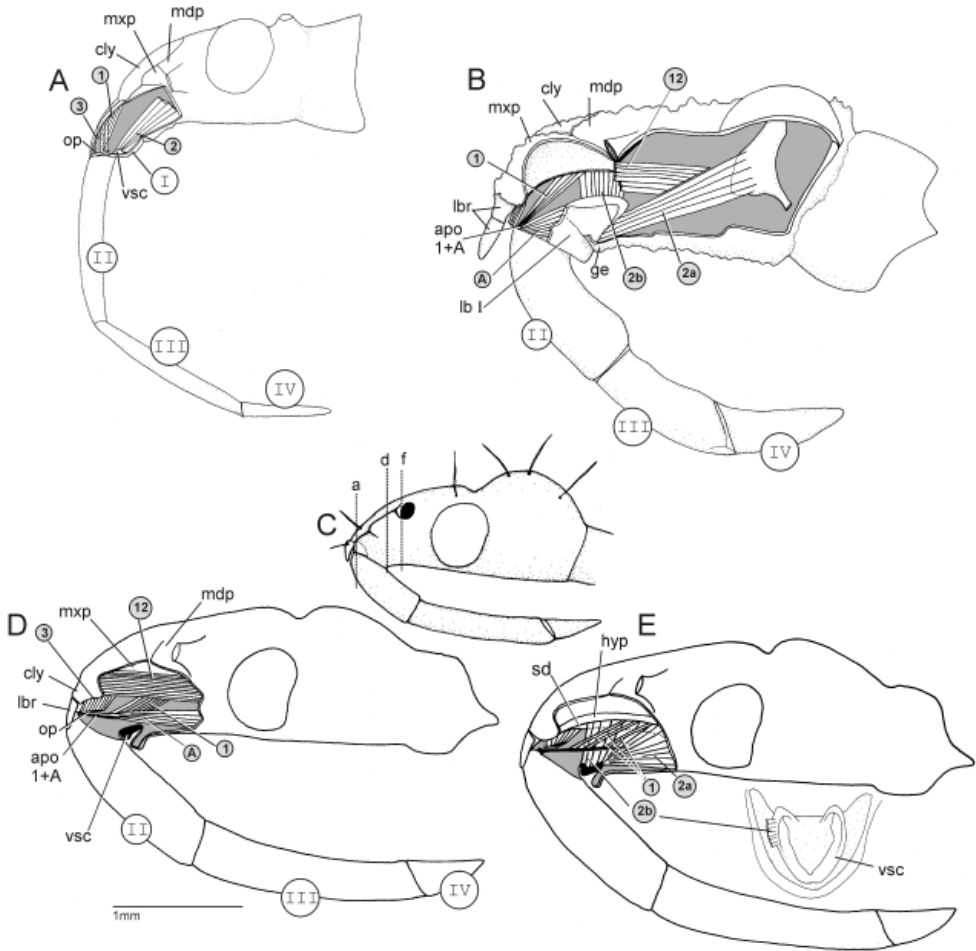 A
mxp
mdp
cly
1
3
op
2
I
vsc
II
III
IV
B
12
cly
mdp
mxp
1
lbr
apo
1+A
A
2b
ge
2a
lb I
II
III
IV
C
a
d
f
D
mxp
12
mdp
3
cly
lbr
op
apo
1+A
A
1
vsc
II
III
IV
1mm
E
hyp
sd
1
2a
2b
vsc